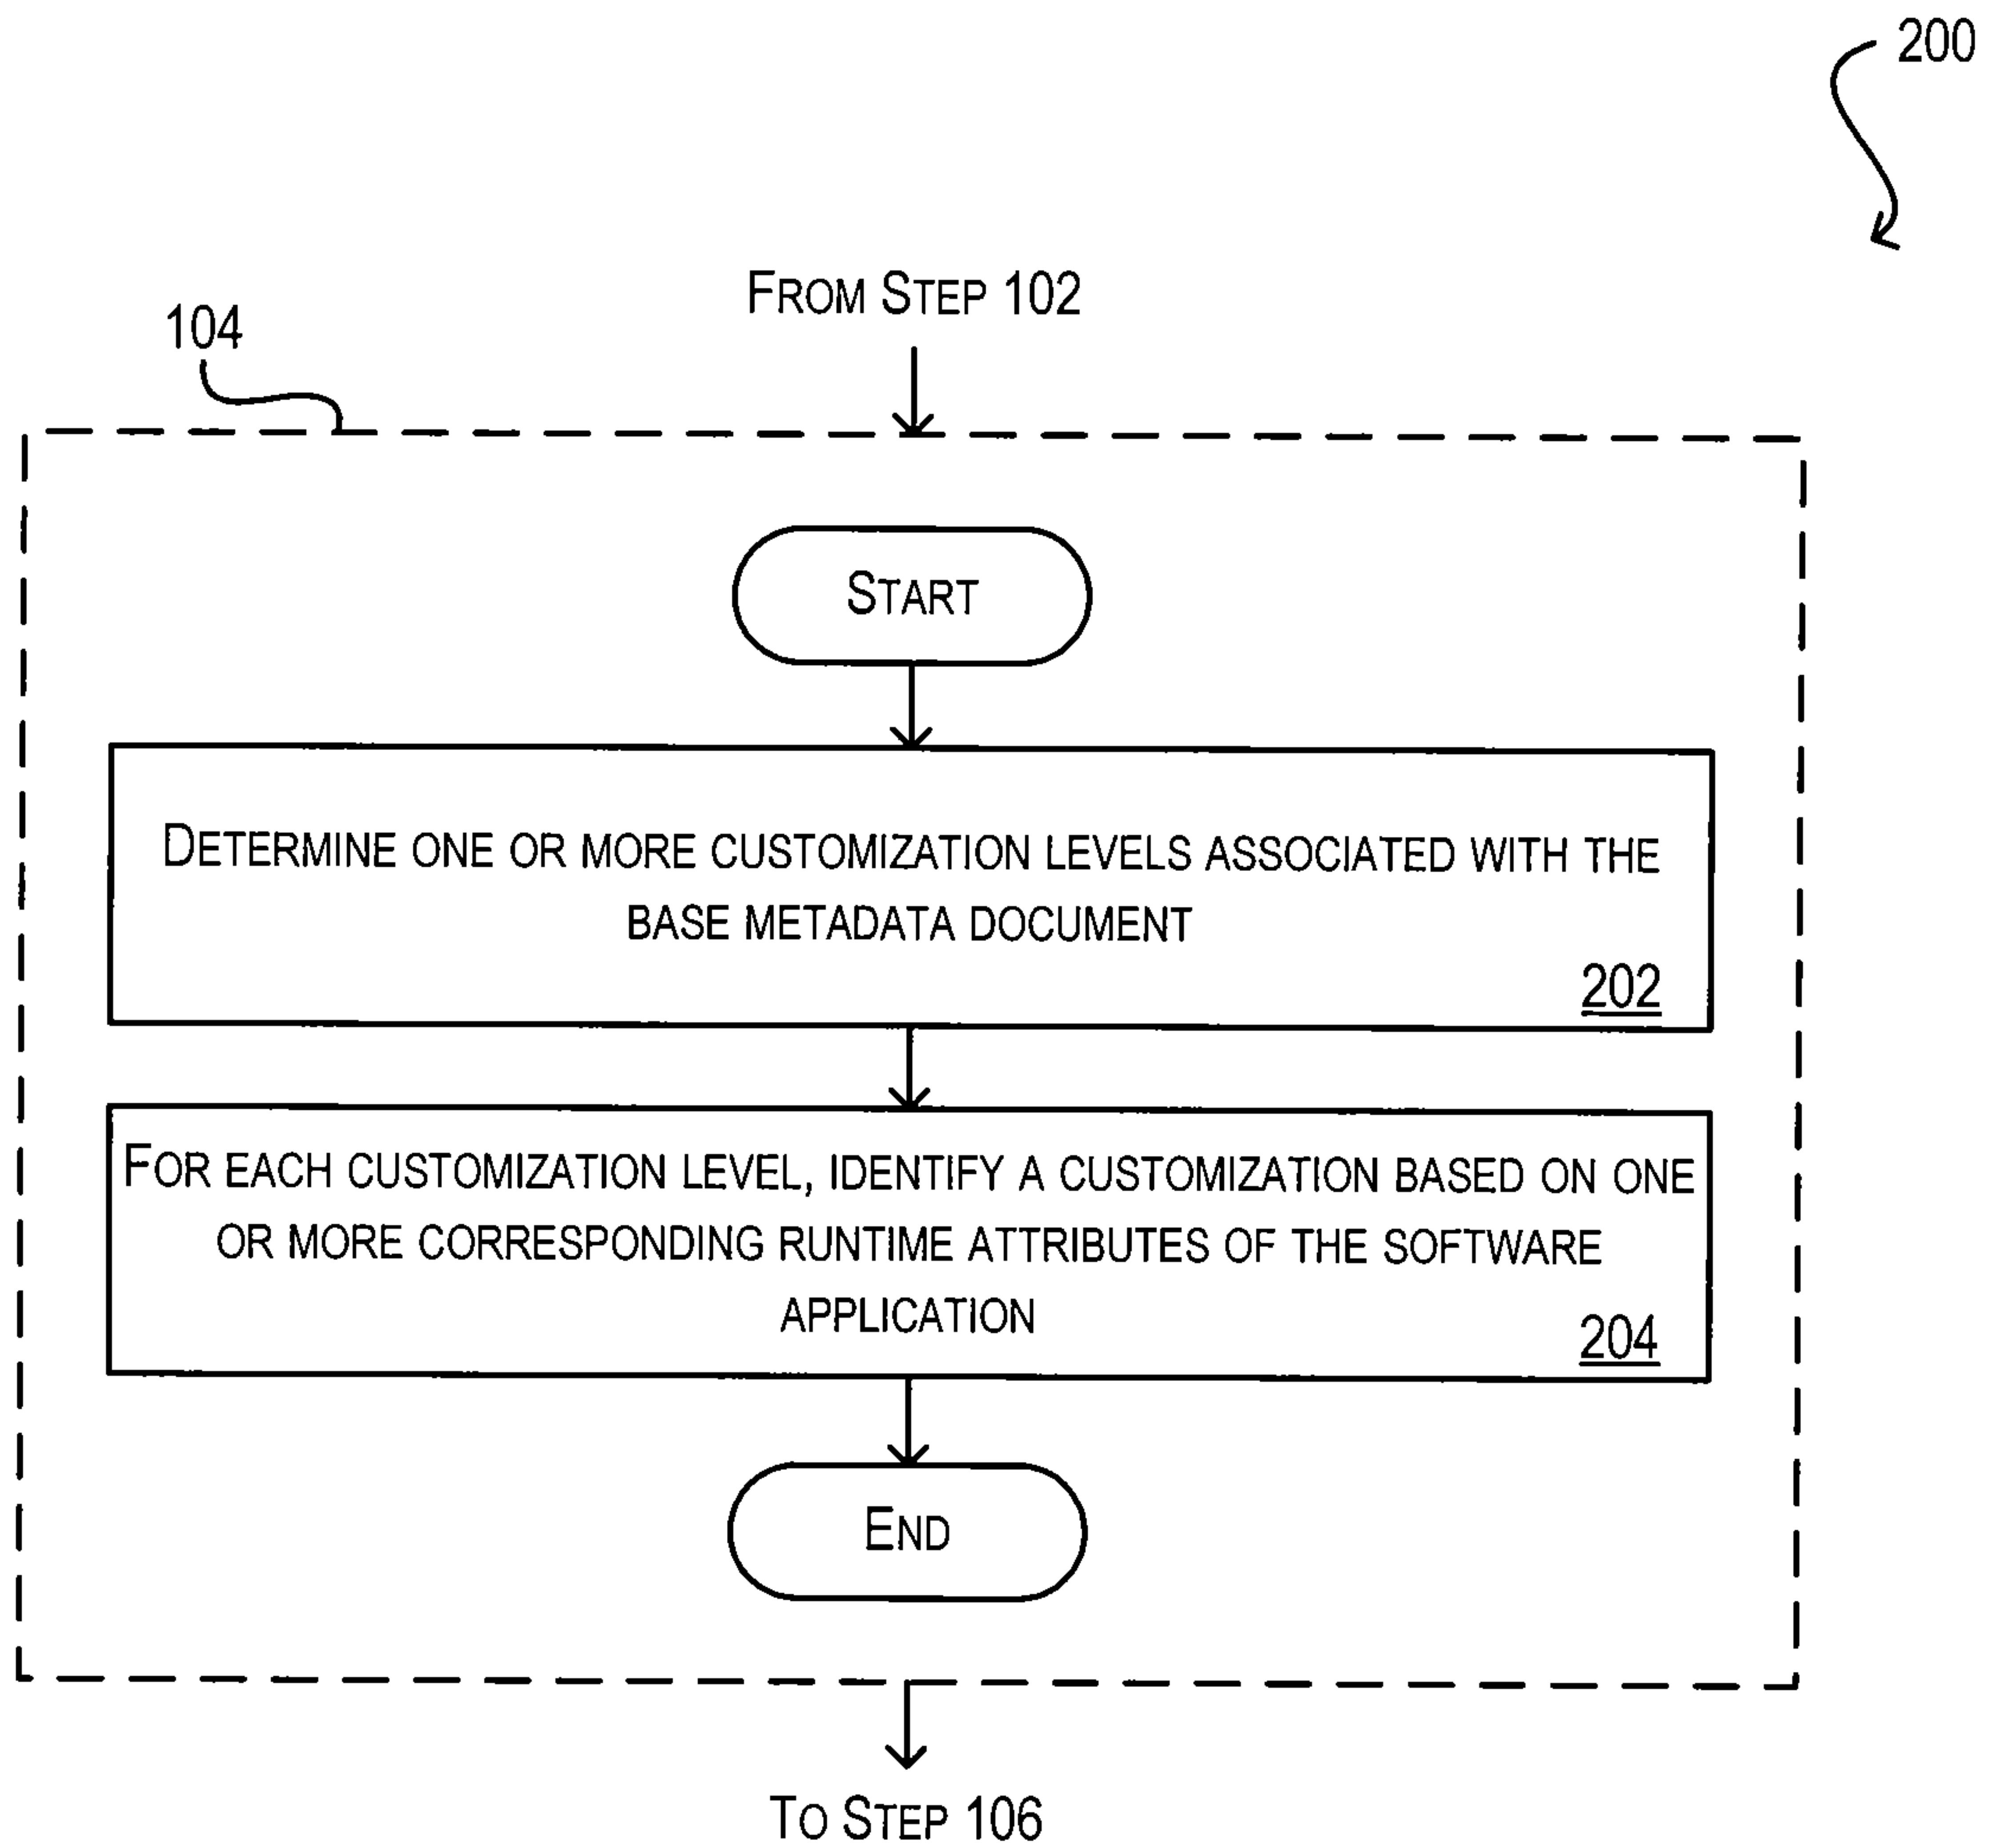 200
FROM STEP 102
104
START
DETERMINE ONE OR MORE CUSTOMIZATION LEVELS ASSOCIATED WITH THE
BASE METADATA DOCUMENT
202
FOR EACH CUSTOMIZATION LEVEL, IDENTIFY A CUSTOMIZATION BASED ON ONE
OR MORE CORRESPONDING RUNTIME ATTRIBUTES OF THE SOFTWARE
APPLICATION
204
END
TO STEP 106